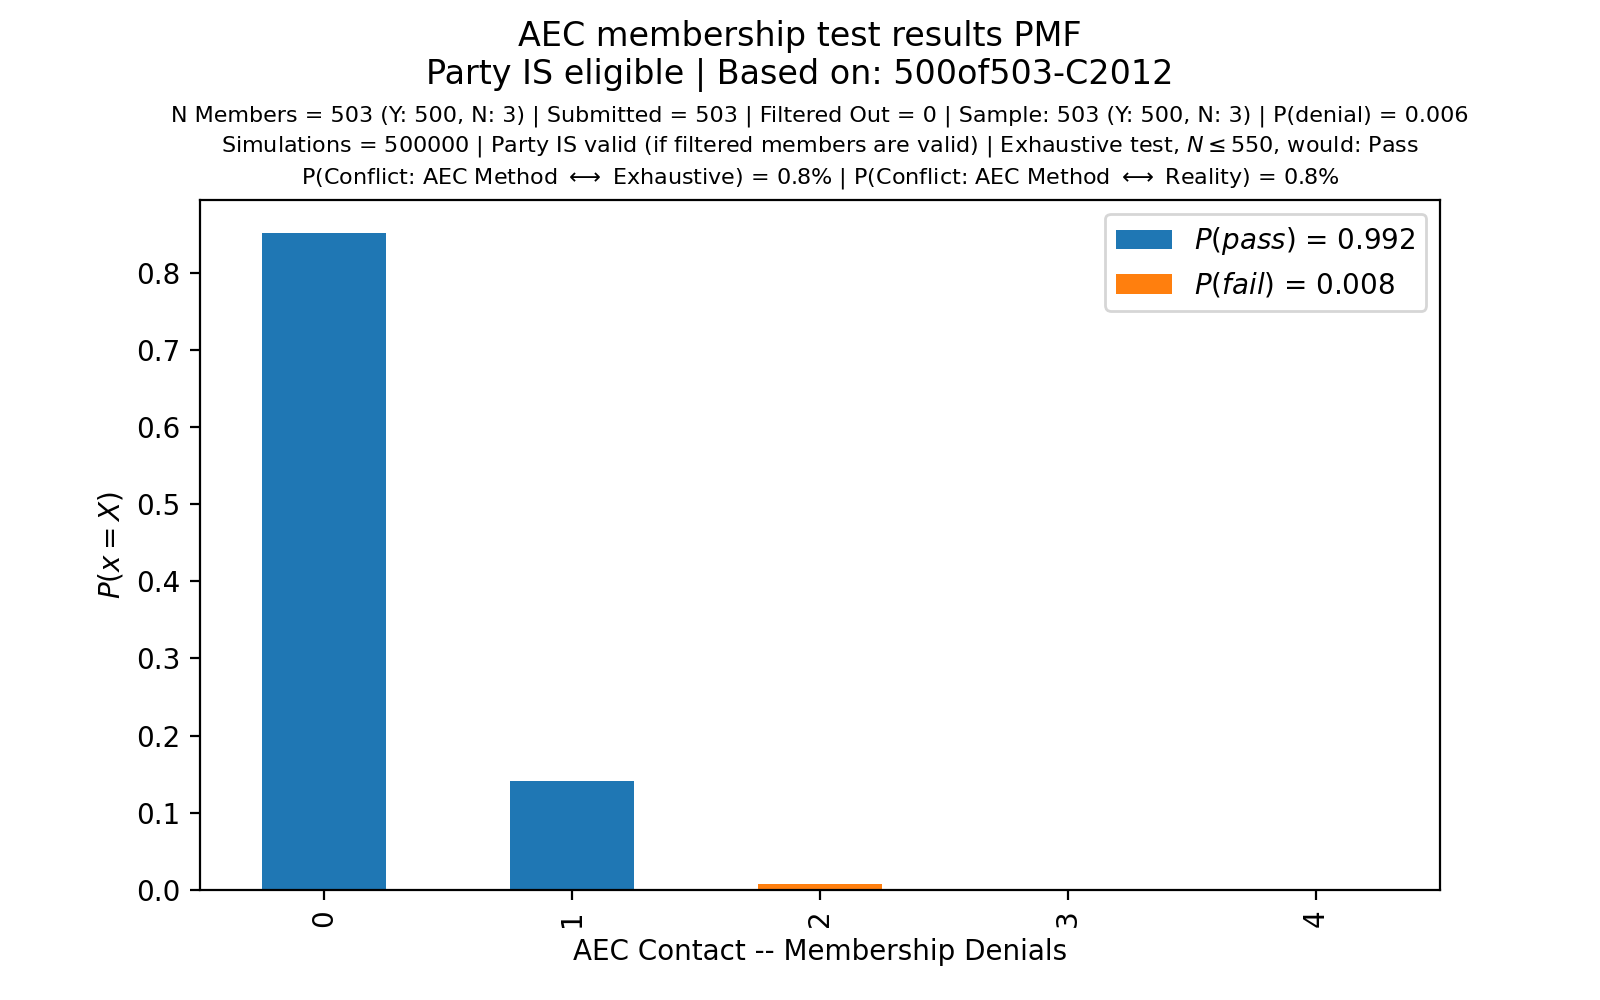 AEC membership test results PMF
Party IS eligible | Based on: 500of503-C2012
N Members = 503 (Y: 500, N: 3) | Submitted = 503 | Filtered Out = 0 | Sample: 503 (Y: 500, N: 3) | P(denial) = 0.006
Simulations = 500000 | Party IS valid (if filtered members are valid) | Exhaustive test, N ≤ 550, would: Pass
P(Conflict: AEC Method ⟷ Exhaustive) = 0.8% | P(Conflict: AEC Method ⟷ Reality) = 0.8%
P(pass) = 0.992
P(fail) = 0.008
0.8
0.7
0.6
0.5
0.4
0.3
0.2
0.1
0.0
P(x = X)
0 1 2 3 4
AEC Contact -- Membership Denials